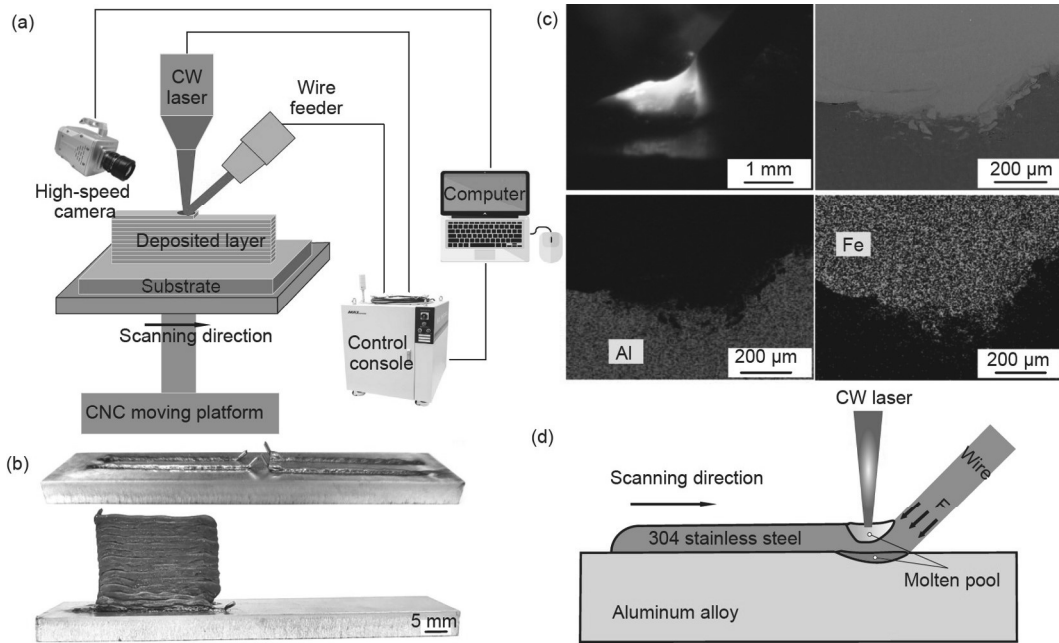 (a)
CW
laser
Wire
feeder
High-speed
camera
Computer
Deposited layer
Substrate
Scanning direction
Control
console
CNC moving platform
(b)
5 mm
(c)
1 mm
200 µm
Al
200 µm
Fe
200 µm
(d)
CW laser
Scanning direction
Wire
F
304 stainless steel
Molten pool
Aluminum alloy